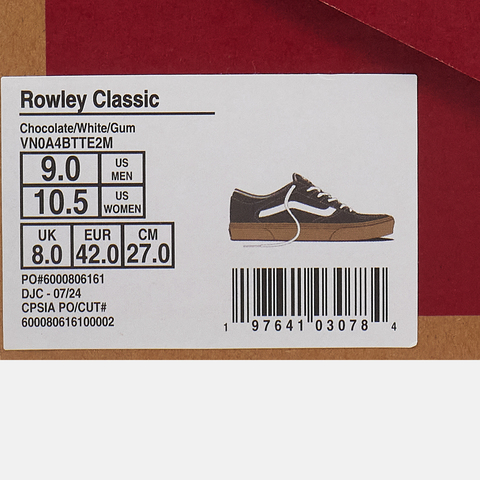 Rowley Classic
Chocolate/White/Gum
VN0A4BTTE2M
9.0 US MEN
10.5 US WOMEN
UK EUR CM
8.0 42.0 27.0
PO#6000806161
DJC - 07/24
CPSIA PO/CUT#
600080616100002
1 97641 03078 4